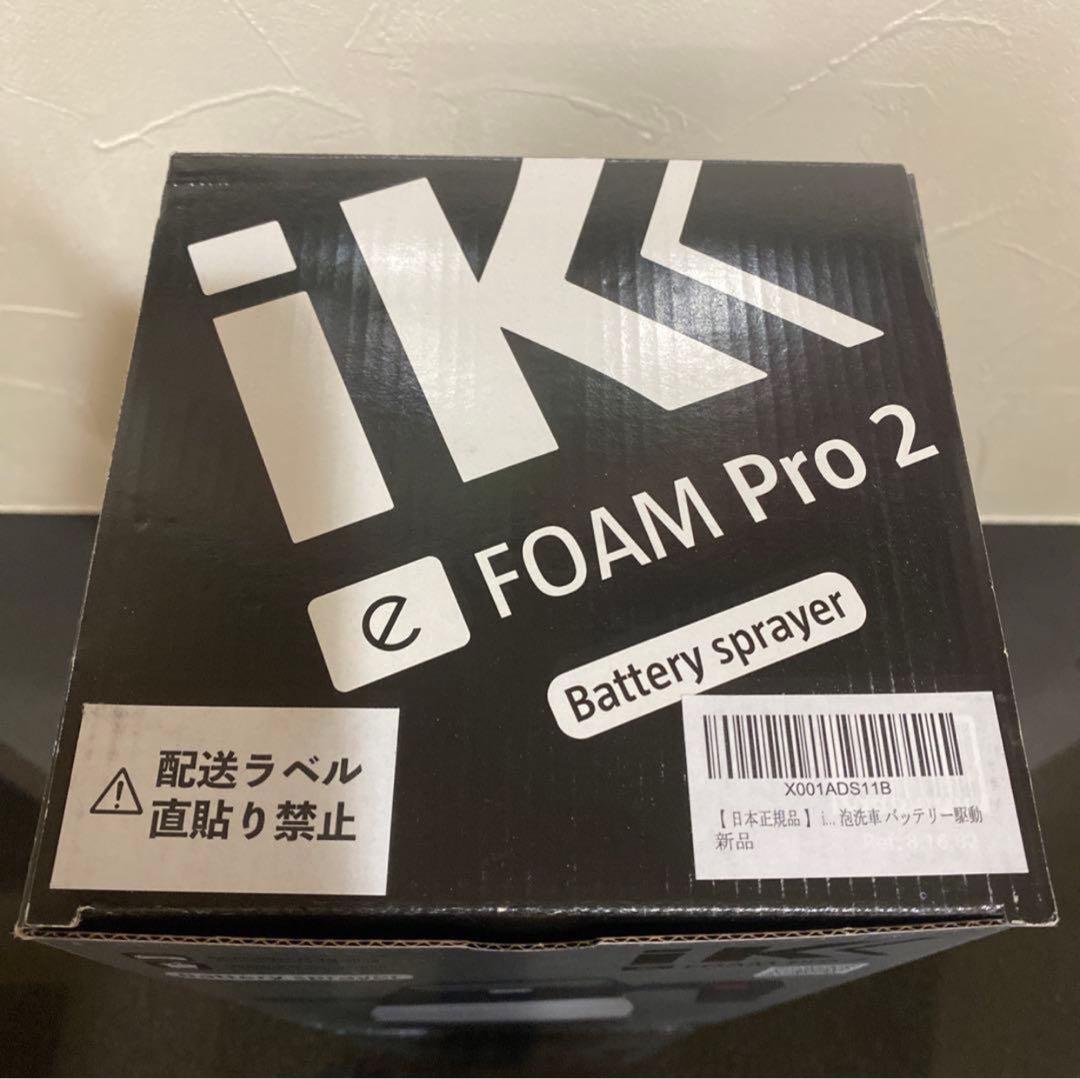 iK
e FOAM Pro 2
Battery sprayer
配送ラベル
直貼り禁止
X001ADS11B
【 日本正規品 】 i... 泡洗車 バッテリー駆動
新品